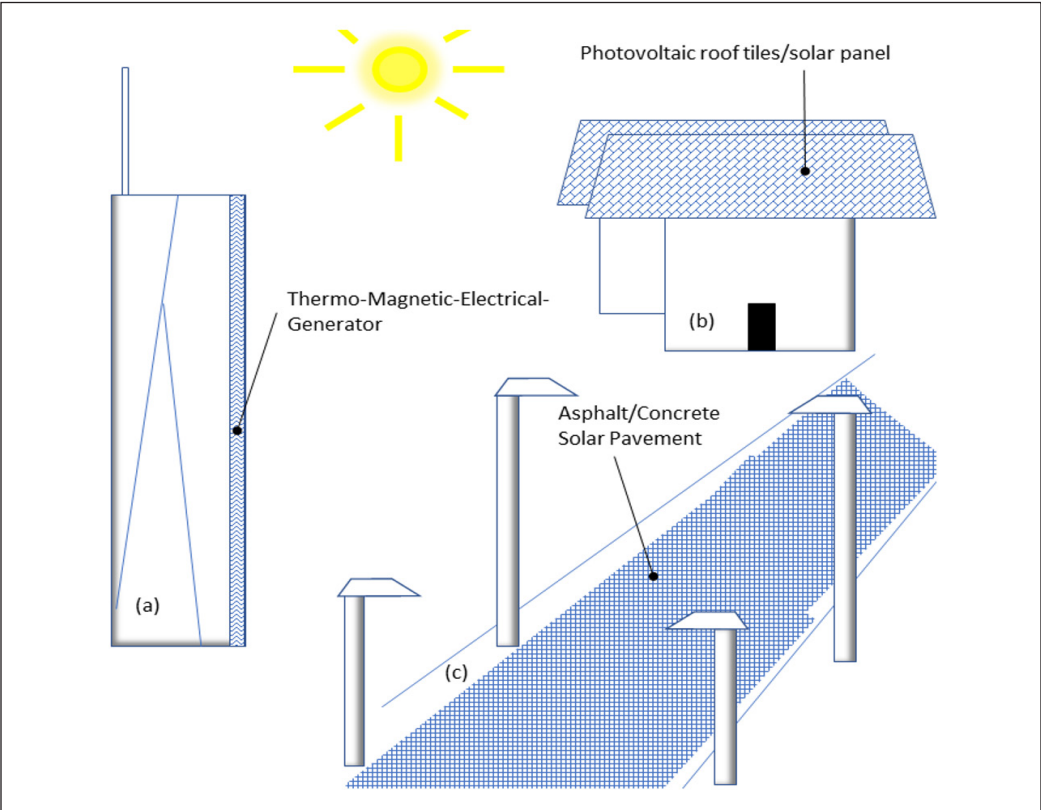 Photovoltaic roof tiles/solar panel
Thermo-Magnetic-Electrical-
Generator
(b)
Asphalt/Concrete
Solar Pavement
(a)
(c)